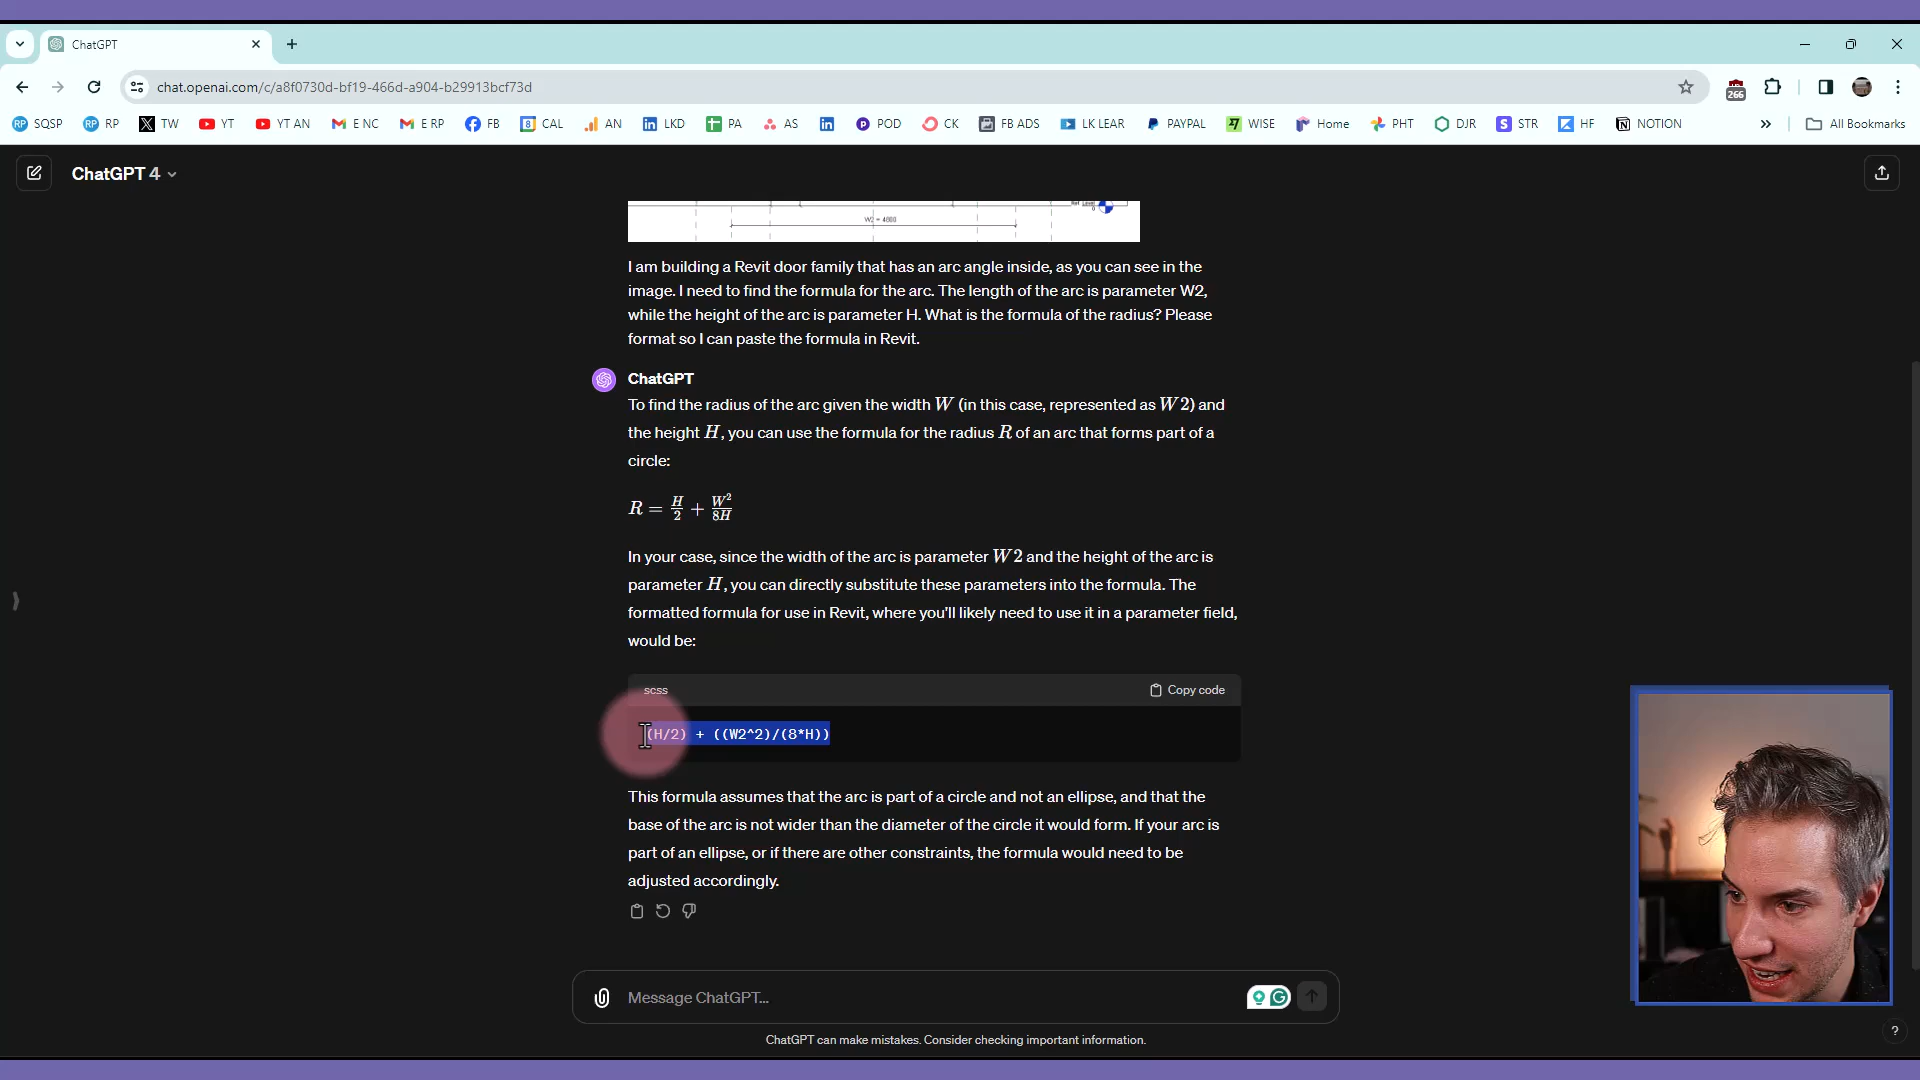 ChatGPT
chat.openai.com/c/a8f0730d-bf19-466d-a904-b29913bcf73d
266
SQSP RP TW YT YT AN E NC E RP FB CAL AN LKD PA AS POD CK FB ADS LK LEAR PAYPAL WISE Home PHT DJR STR HF NOTION » All Bookmarks
ChatGPT 4
Ref. Level
0
W2 = 4600
I am building a Revit door family that has an arc angle inside, as you can see in the
image. I need to find the formula for the arc. The length of the arc is parameter W2,
while the height of the arc is parameter H. What is the formula of the radius? Please
format so I can paste the formula in Revit.
ChatGPT
To find the radius of the arc given the width W (in this case, represented as W2) and
the height H, you can use the formula for the radius R of an arc that forms part of a
circle:
R = H/2 + W²/8H
In your case, since the width of the arc is parameter W2 and the height of the arc is
parameter H, you can directly substitute these parameters into the formula. The
formatted formula for use in Revit, where you'll likely need to use it in a parameter field,
would be:
scss Copy code
(H/2) + ((W2^2)/(8*H))
This formula assumes that the arc is part of a circle and not an ellipse, and that the
base of the arc is not wider than the diameter of the circle it would form. If your arc is
part of an ellipse, or if there are other constraints, the formula would need to be
adjusted accordingly.
Message ChatGPT...
ChatGPT can make mistakes. Consider checking important information.
?